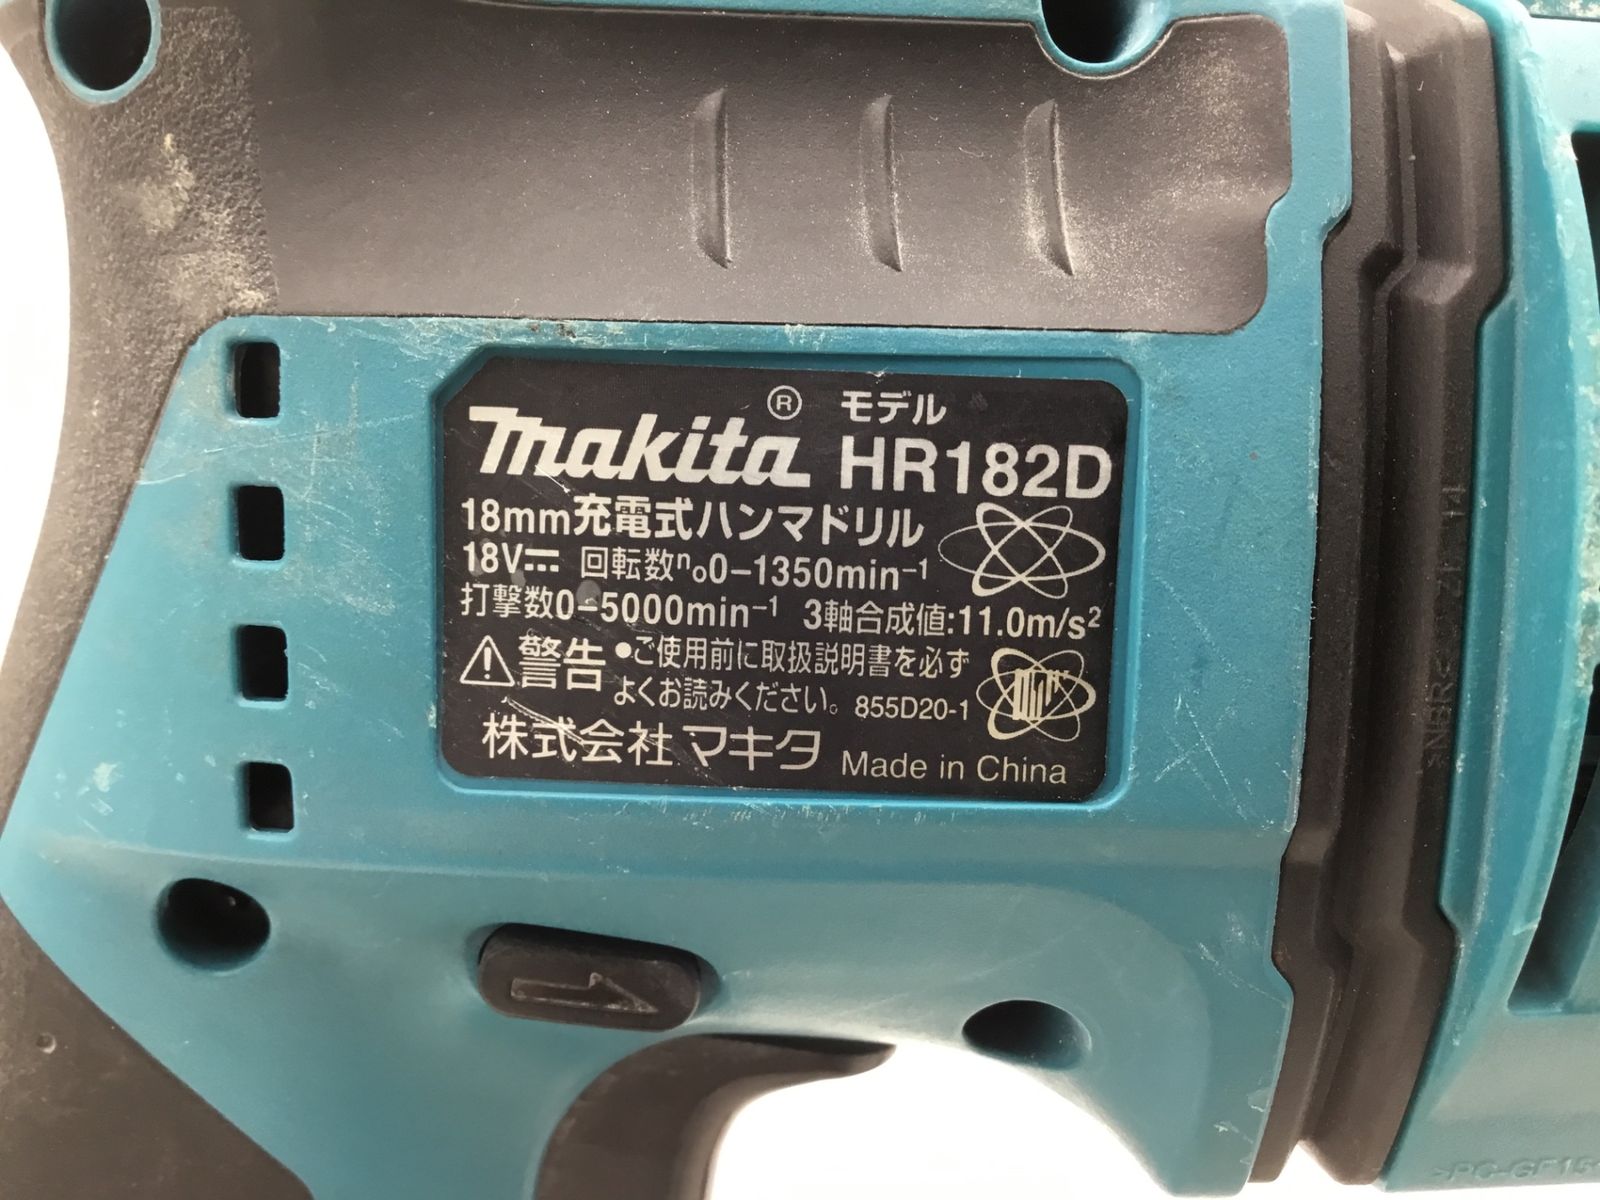 makita® モデル
HR182D
18mm充電式ハンマドリル
18V 回転数n₀0-1350min⁻¹
打撃数0-5000min⁻¹ 3軸合成値:11.0m/s²
警告 ●ご使用前に取扱説明書を必ず
よくお読みください。 855D20-1
株式会社マキタ Made in China
>NBR<